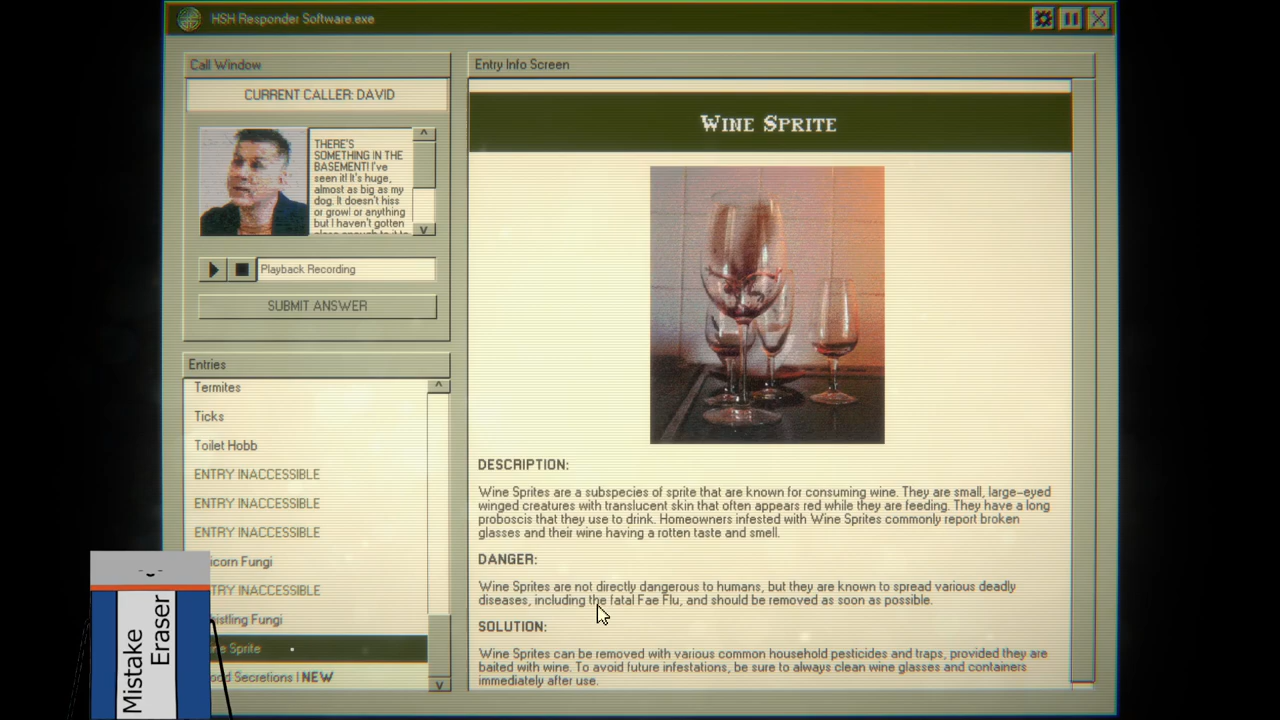 HSH Responder Software.exe
Call Window
CURRENT CALLER: DAVID
THERE'S
SOMETHING IN THE
BASEMENT! I've
seen it! It's huge,
almost as big as my
dog. It doesn't hiss
or growl or anything
but I haven't gotten
Playback Recording
SUBMIT ANSWER
Entries
Termites
Ticks
Toilet Hobb
ENTRY INACCESSIBLE
ENTRY INACCESSIBLE
ENTRY INACCESSIBLE
icorn Fungi
TRY INACCESSIBLE
istling Fungi
ne Sprite
od Secretions | NEW
Mistake
Eraser
Entry Info Screen
WINE SPRITE
DESCRIPTION:
Wine Sprites are a subspecies of sprite that are known for consuming wine. They are small, large-eyed
winged creatures with translucent skin that often appears red while they are feeding. They have a long
proboscis that they use to drink. Homeowners infested with Wine Sprites commonly report broken
glasses and their wine having a rotten taste and smell.
DANGER:
Wine Sprites are not directly dangerous to humans, but they are known to spread various deadly
diseases, including the fatal Fae Flu, and should be removed as soon as possible.
SOLUTION:
Wine Sprites can be removed with various common household pesticides and traps, provided they are
baited with wine. To avoid future infestations, be sure to always clean wine glasses and containers
immediately after use.